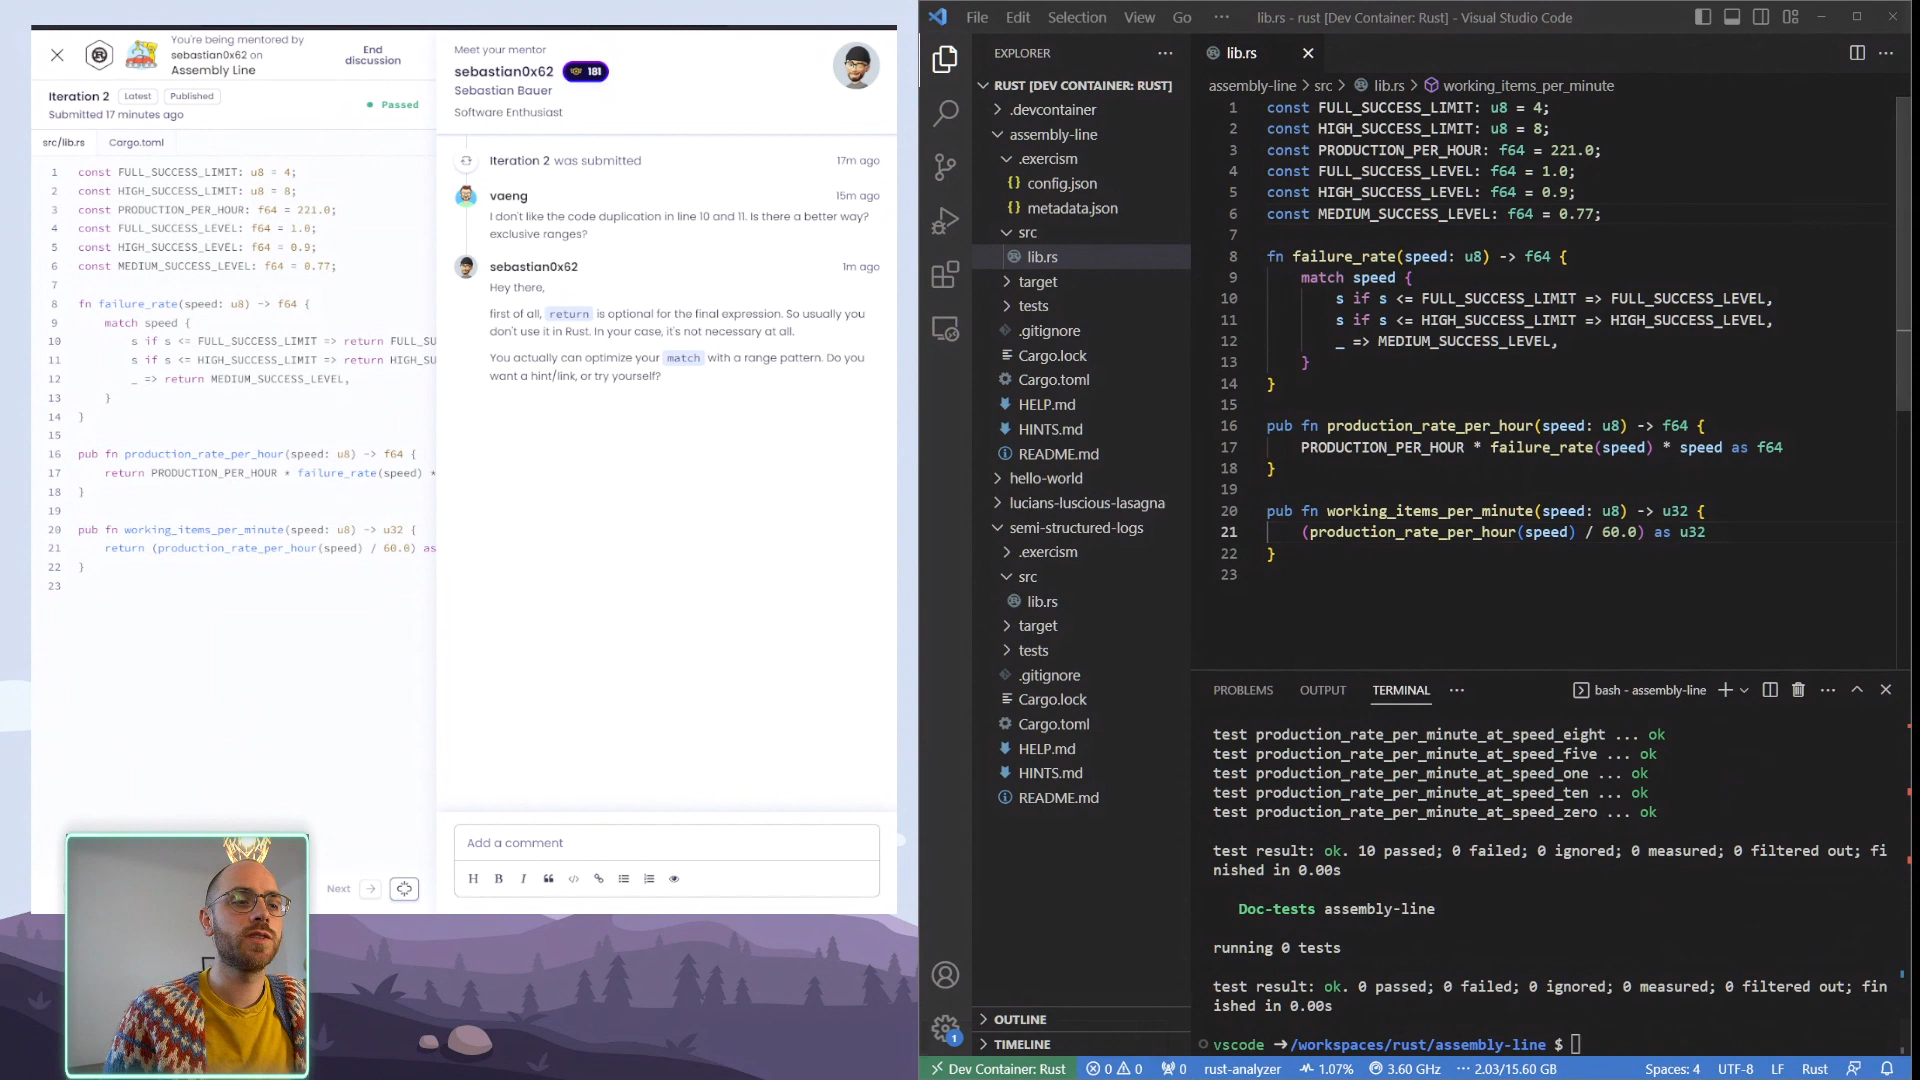 You're being mentored by
sebastian0x62 on
Assembly Line
End
discussion
Iteration 2 Latest Published
Submitted 17 minutes ago
Passed
src/lib.rs Cargo.toml
1 const FULL_SUCCESS_LIMIT: u8 = 4;
2 const HIGH_SUCCESS_LIMIT: u8 = 8;
3 const PRODUCTION_PER_HOUR: f64 = 221.0;
4 const FULL_SUCCESS_LEVEL: f64 = 1.0;
5 const HIGH_SUCCESS_LEVEL: f64 = 0.9;
6 const MEDIUM_SUCCESS_LEVEL: f64 = 0.77;
7
8 fn failure_rate(speed: u8) -> f64 {
9 match speed {
10 s if s <= FULL_SUCCESS_LIMIT => return FULL_SU
11 s if s <= HIGH_SUCCESS_LIMIT => return HIGH_SU
12 _ => return MEDIUM_SUCCESS_LEVEL,
13 }
14 }
15
16 pub fn production_rate_per_hour(speed: u8) -> f64 {
17 return PRODUCTION_PER_HOUR * failure_rate(speed) *
18 }
19
20 pub fn working_items_per_minute(speed: u8) -> u32 {
21 return (production_rate_per_hour(speed) / 60.0) as
22 }
23
Next
Meet your mentor
sebastian0x62 181
Sebastian Bauer
Software Enthusiast
Iteration 2 was submitted 17m ago
vaeng 15m ago
I don't like the code duplication in line 10 and 11. Is there a better way?
exclusive ranges?
sebastian0x62 1m ago
Hey there,
first of all, return is optional for the final expression. So usually you
don't use it in Rust. In your case, it's not necessary at all.
You actually can optimize your match with a range pattern. Do you
want a hint/link, or try yourself?
Add a comment
H B I
File Edit Selection View Go ··· lib.rs - rust [Dev Container: Rust] - Visual Studio Code
EXPLORER ···
RUST [DEV CONTAINER: RUST]
.devcontainer
assembly-line
.exercism
{} config.json
{} metadata.json
src
lib.rs
target
tests
.gitignore
Cargo.lock
Cargo.toml
HELP.md
HINTS.md
README.md
hello-world
lucians-luscious-lasagna
semi-structured-logs
.exercism
src
lib.rs
target
tests
.gitignore
Cargo.lock
Cargo.toml
HELP.md
HINTS.md
README.md
OUTLINE
TIMELINE
1
lib.rs
assembly-line > src > lib.rs > working_items_per_minute
1 const FULL_SUCCESS_LIMIT: u8 = 4;
2 const HIGH_SUCCESS_LIMIT: u8 = 8;
3 const PRODUCTION_PER_HOUR: f64 = 221.0;
4 const FULL_SUCCESS_LEVEL: f64 = 1.0;
5 const HIGH_SUCCESS_LEVEL: f64 = 0.9;
6 const MEDIUM_SUCCESS_LEVEL: f64 = 0.77;
7
8 fn failure_rate(speed: u8) -> f64 {
9 match speed {
10 s if s <= FULL_SUCCESS_LIMIT => FULL_SUCCESS_LEVEL,
11 s if s <= HIGH_SUCCESS_LIMIT => HIGH_SUCCESS_LEVEL,
12 _ => MEDIUM_SUCCESS_LEVEL,
13 }
14 }
15
16 pub fn production_rate_per_hour(speed: u8) -> f64 {
17 PRODUCTION_PER_HOUR * failure_rate(speed) * speed as f64
18 }
19
20 pub fn working_items_per_minute(speed: u8) -> u32 {
21 (production_rate_per_hour(speed) / 60.0) as u32
22 }
23
PROBLEMS OUTPUT TERMINAL ··· bash - assembly-line
test production_rate_per_minute_at_speed_eight ... ok
test production_rate_per_minute_at_speed_five ... ok
test production_rate_per_minute_at_speed_one ... ok
test production_rate_per_minute_at_speed_ten ... ok
test production_rate_per_minute_at_speed_zero ... ok
test result: ok. 10 passed; 0 failed; 0 ignored; 0 measured; 0 filtered out; fi
nished in 0.00s
Doc-tests assembly-line
running 0 tests
test result: ok. 0 passed; 0 failed; 0 ignored; 0 measured; 0 filtered out; fin
ished in 0.00s
vscode →/workspaces/rust/assembly-line $
Dev Container: Rust 0 0 0 rust-analyzer 1.07% 3.60 GHz 2.03/15.60 GB Spaces: 4 UTF-8 LF Rust